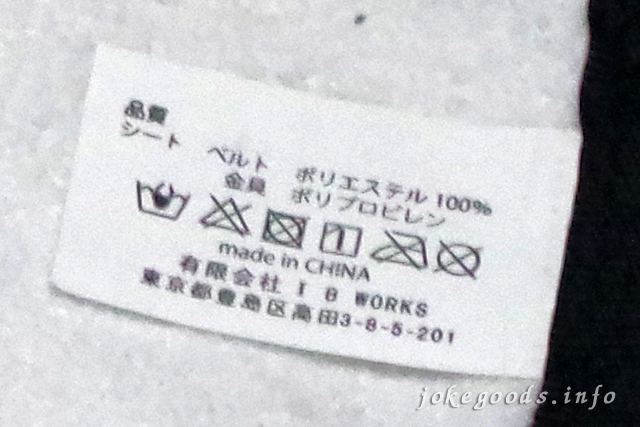 品質
シート ベルト ポリエステル 100%
金具 ポリプロピレン
made in CHINA
有限会社 I B WORKS
東京都豊島区高田3-8-5-201
jokegoods.info